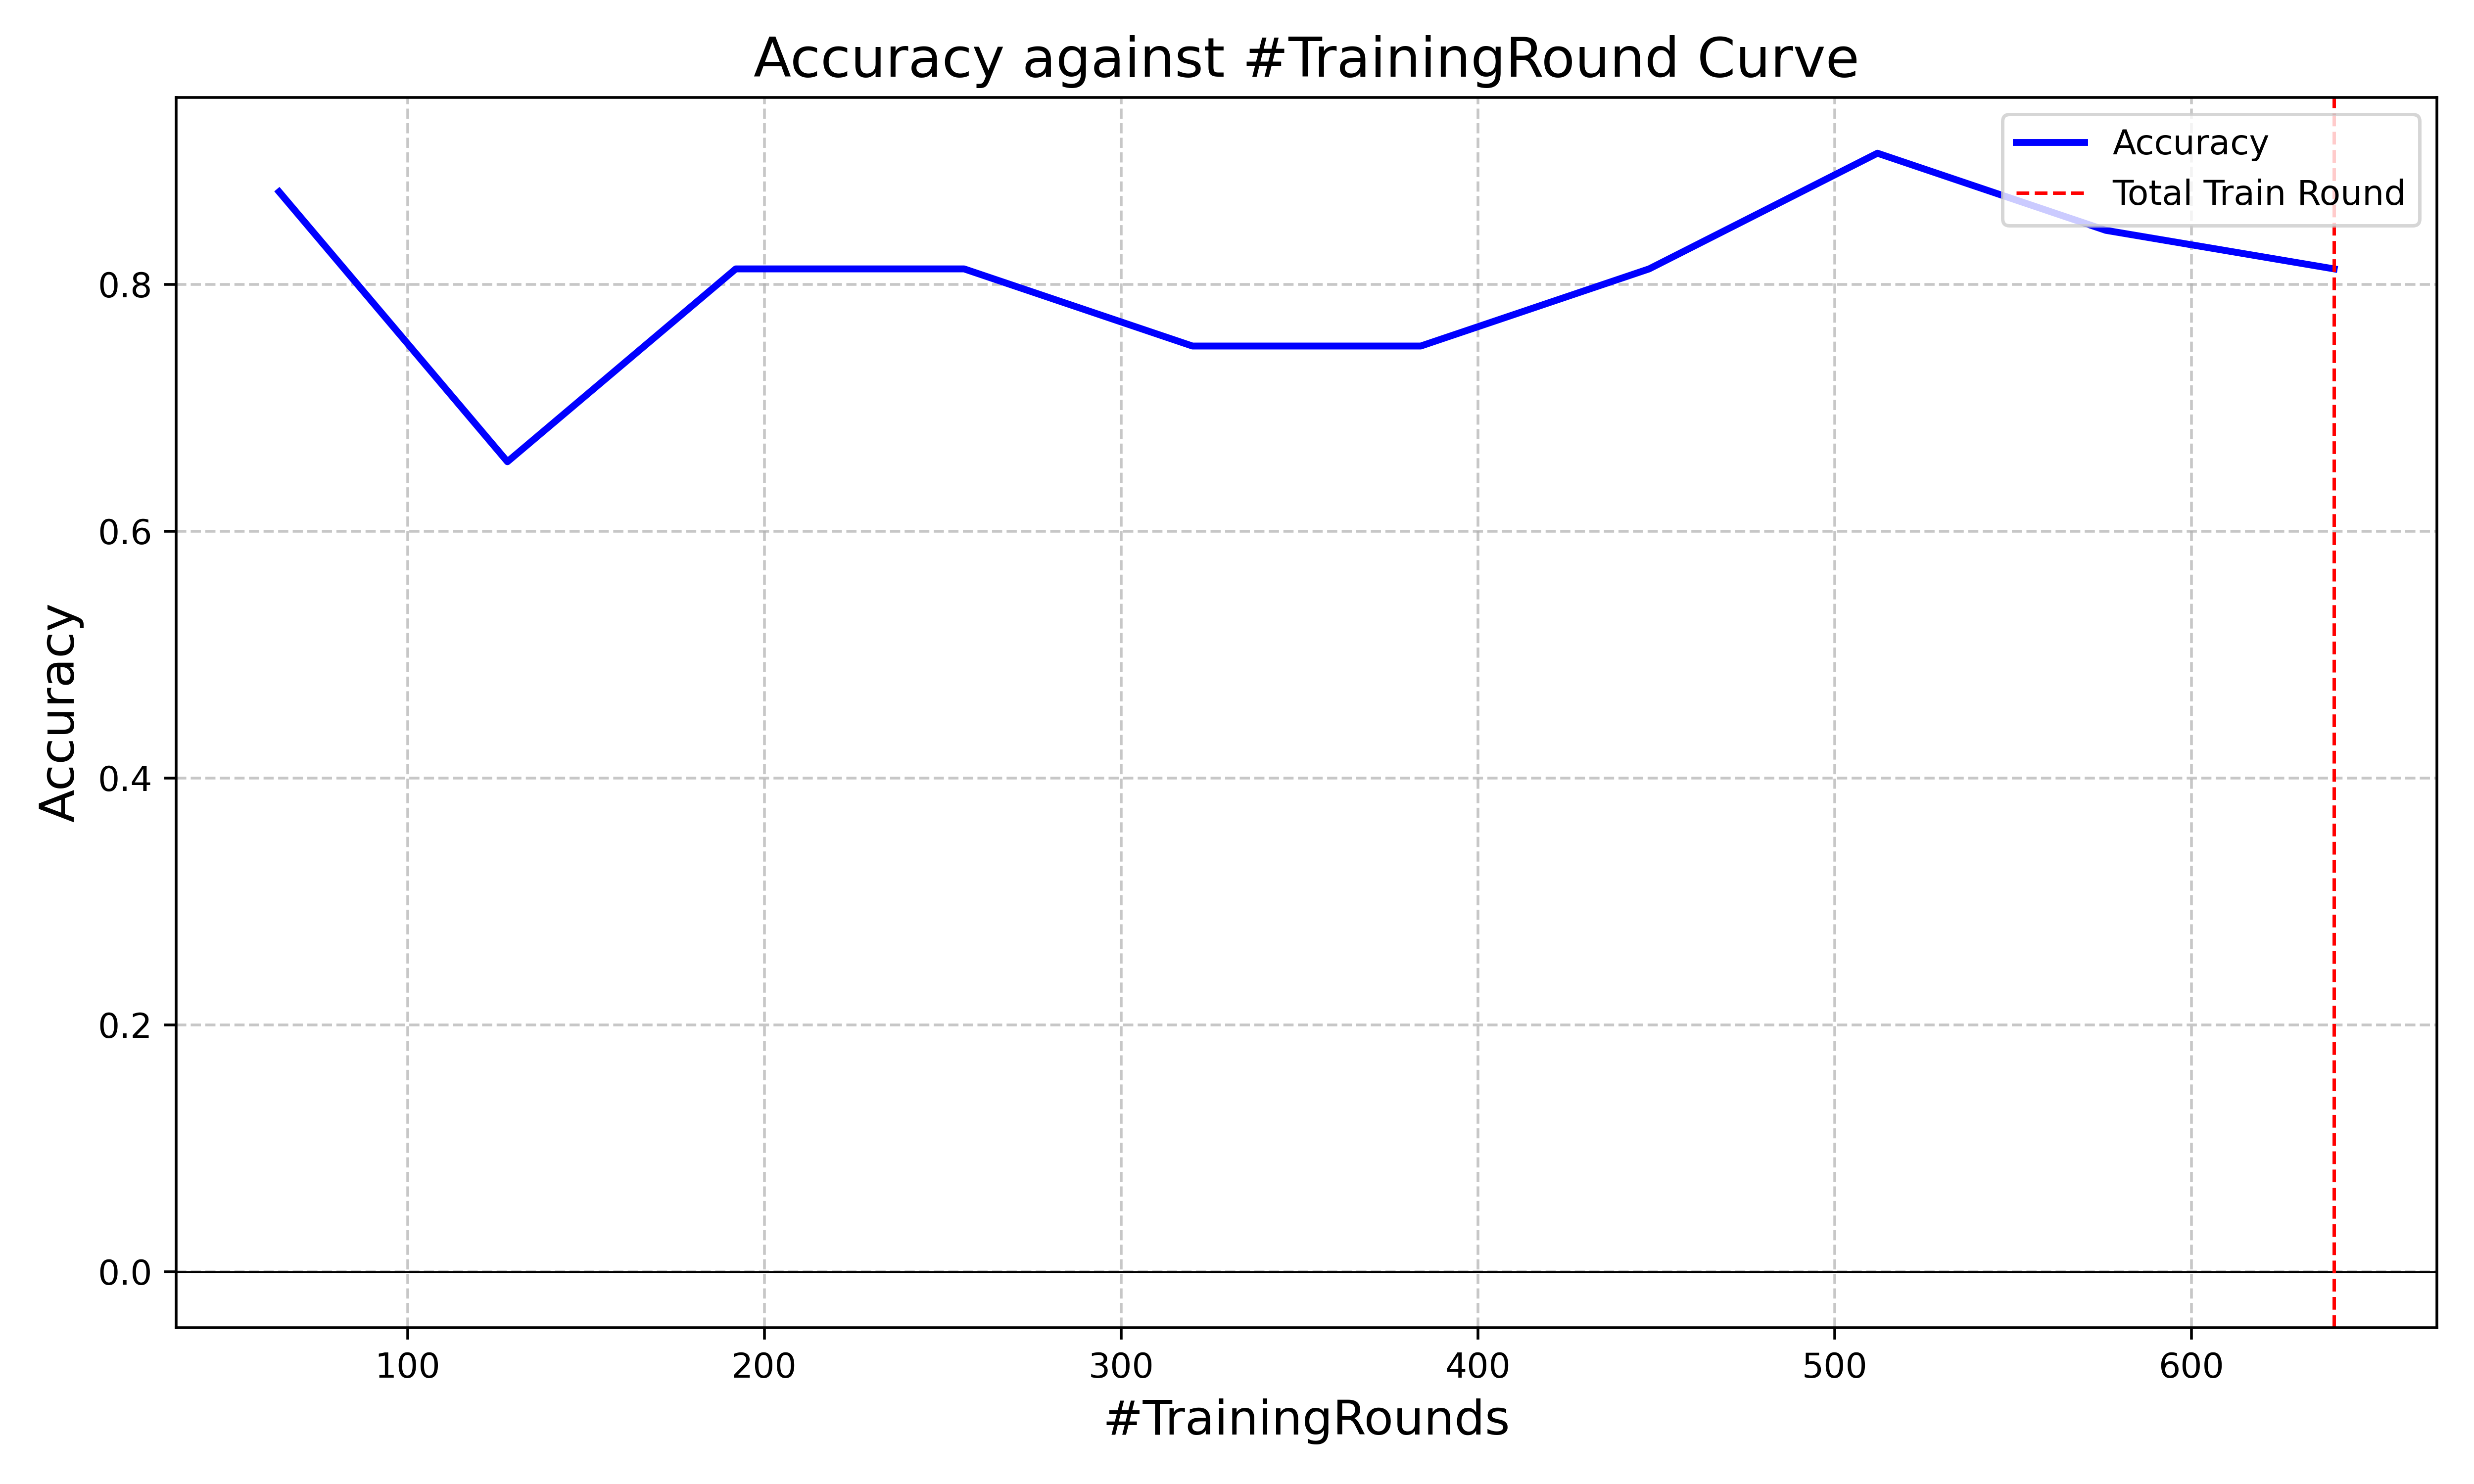 Accuracy against #TrainingRound Curve
Accuracy
Total Train Round
Accuracy
0.8
0.6
0.4
0.2
0.0
100 200 300 400 500 600
#TrainingRounds